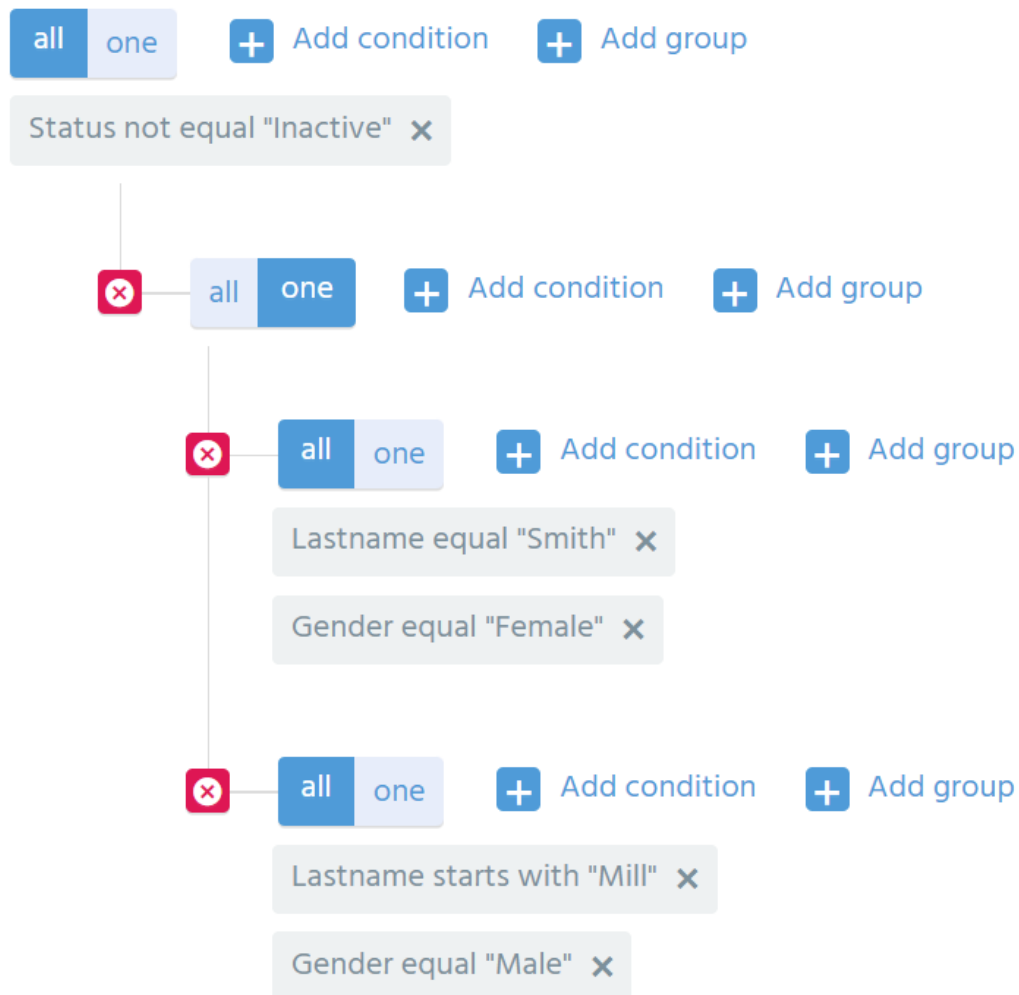 all one + Add condition + Add group
Status not equal "Inactive" ×
all one + Add condition + Add group
all one + Add condition + Add group
Lastname equal "Smith" ×
Gender equal "Female" ×
all one + Add condition + Add group
Lastname starts with "Mill" ×
Gender equal "Male" ×